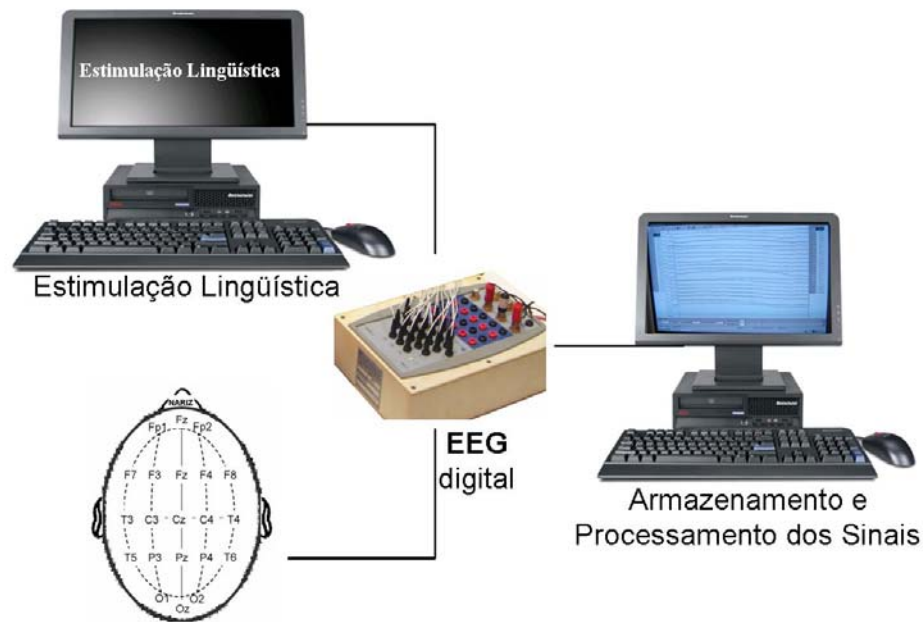 Estimulação Lingüística
Estimulação Lingüística
EEG
digital
Armazenamento e
Processamento dos Sinais
NARIZ
Fz
Fp1 Fp2
F7 F3 Fz F4 F8
T3 C3 Cz C4 T4
T5 P3 Pz P4 T6
O1 O2
Oz